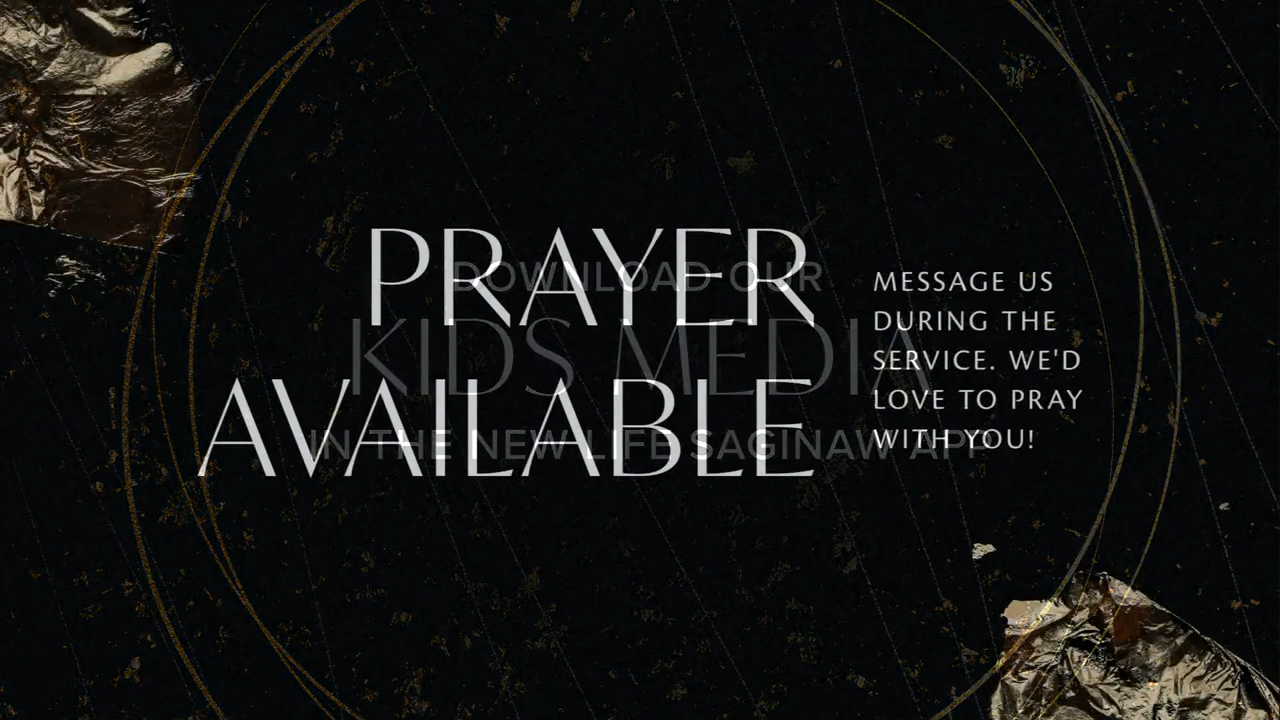 PRAYER
AVAILABLE
MESSAGE US
DURING THE
SERVICE. WE'D
LOVE TO PRAY
WITH YOU!
DOWNLOAD OUR
KIDS MEDIA
IN THE NEW LIFE SAGINAW APP